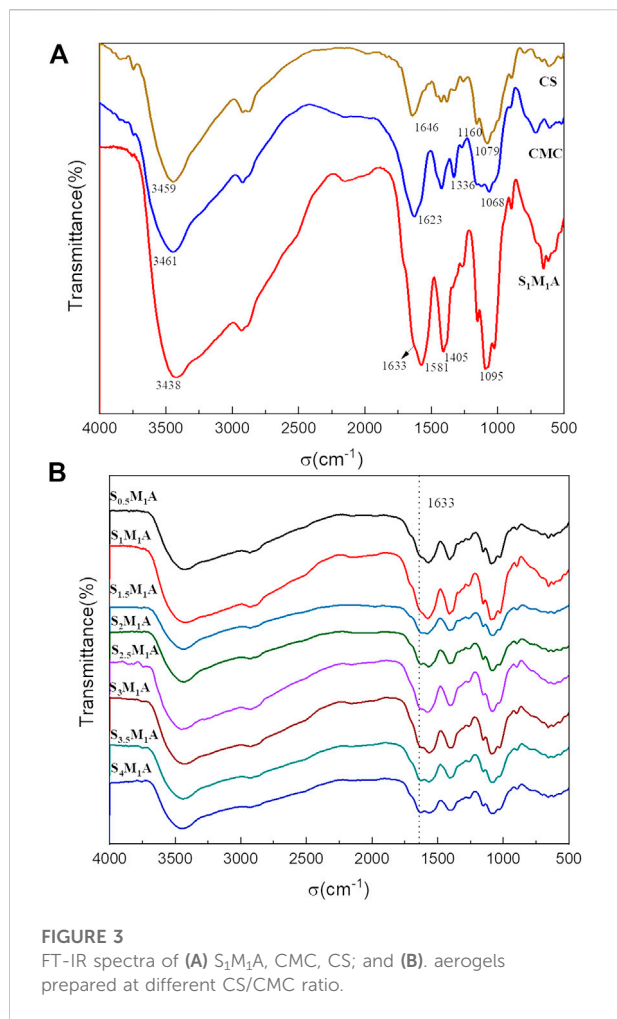 A
CS
1646
1160
1079
CMC
3459
1336
1068
1623
3461
S₁M₁A
1633
1581
1405
1095
3438
Transmittance(%)
4000 3500 3000 2500 2000 1500 1000 500
σ(cm⁻¹)
B
S₀.₅M₁A
1633
S₁M₁A
S₁.₅M₁A
S₂M₁A
S₂.₅M₁A
S₃M₁A
S₃.₅M₁A
S₄M₁A
Transmittance(%)
4000 3500 3000 2500 2000 1500 1000 500
σ(cm⁻¹)
FIGURE 3
FT-IR spectra of (A) S₁M₁A, CMC, CS; and (B). aerogels
prepared at different CS/CMC ratio.